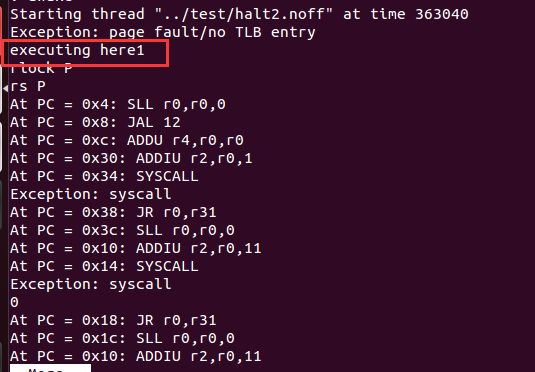 Starting thread "../test/halt2.noff" at time 363040
Exception: page fault/no TLB entry
executing here1
rlock P
rs P
At PC = 0x4: SLL r0,r0,0
At PC = 0x8: JAL 12
At PC = 0xc: ADDU r4,r0,r0
At PC = 0x30: ADDIU r2,r0,1
At PC = 0x34: SYSCALL
Exception: syscall
At PC = 0x38: JR r0,r31
At PC = 0x3c: SLL r0,r0,0
At PC = 0x10: ADDIU r2,r0,11
At PC = 0x14: SYSCALL
Exception: syscall
0
At PC = 0x18: JR r0,r31
At PC = 0x1c: SLL r0,r0,0
At PC = 0x10: ADDIU r2,r0,11